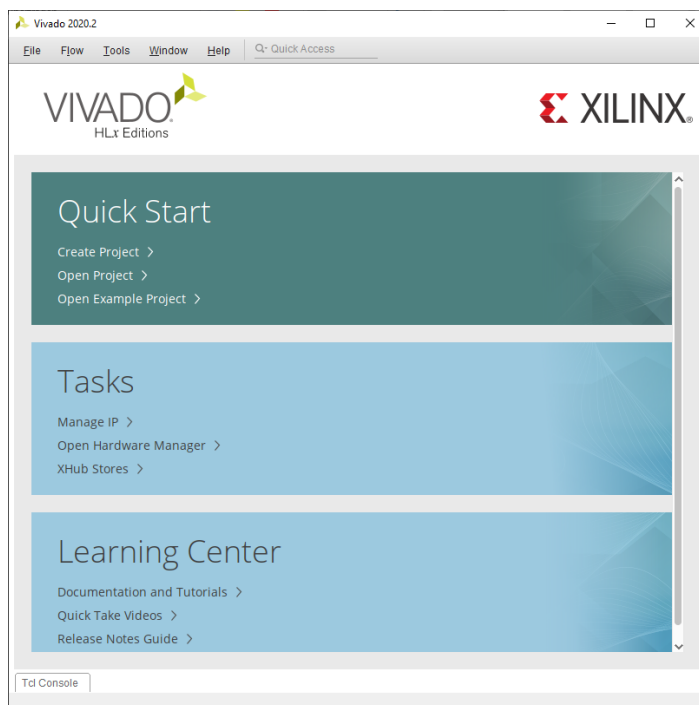 Vivado 2020.2
File Flow Tools Window Help Quick Access
VIVADO.
HLx Editions
XILINX®
Quick Start
Create Project >
Open Project >
Open Example Project >
Tasks
Manage IP >
Open Hardware Manager >
XHub Stores >
Learning Center
Documentation and Tutorials >
Quick Take Videos >
Release Notes Guide >
Tcl Console